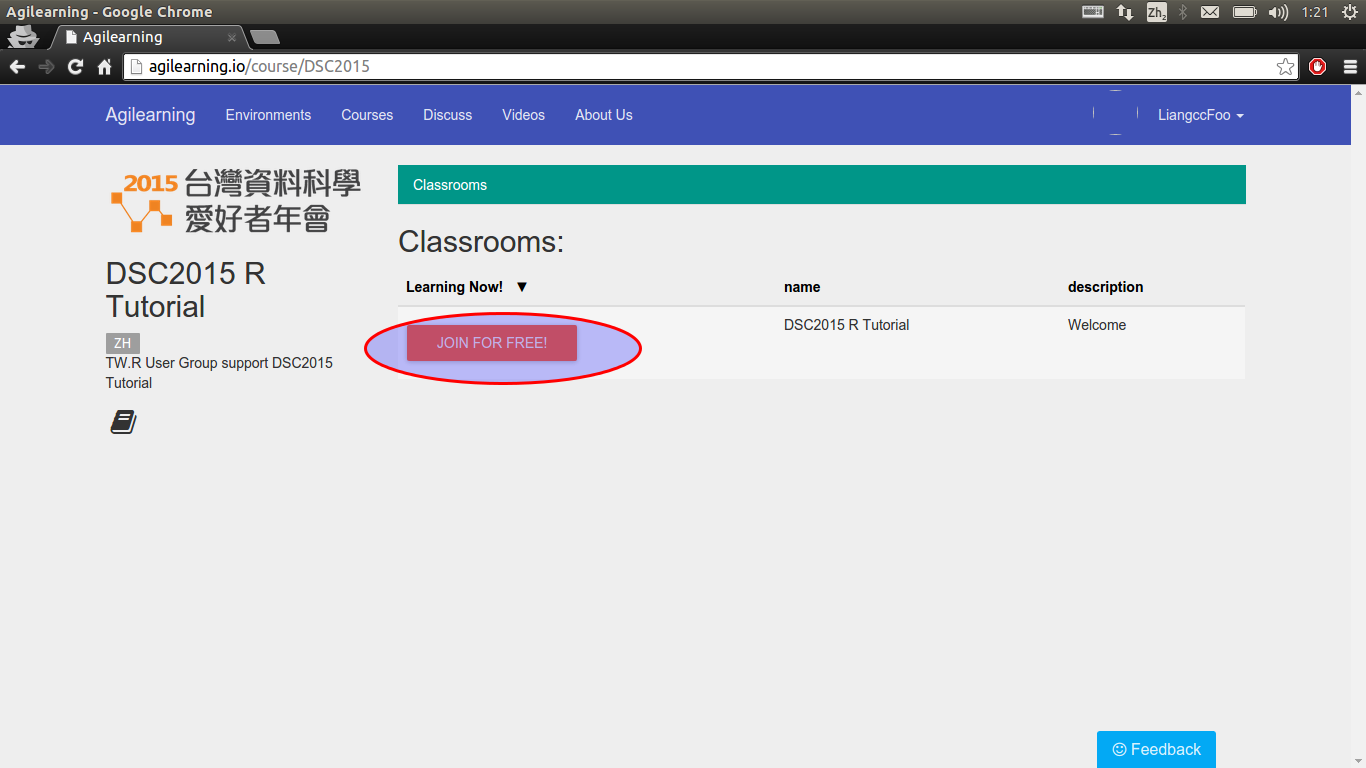 Agilearning - Google Chrome
Zh2
1:21
Agilearning
agilearning.io/course/DSC2015
Agilearning
Environments
Courses
Discuss
Videos
About Us
LiangccFoo
2015 台灣資料科學
愛好者年會
DSC2015 R
Tutorial
ZH
TW.R User Group support DSC2015
Tutorial
Classrooms
Classrooms:
Learning Now! ▼ name description
JOIN FOR FREE! DSC2015 R Tutorial Welcome
Feedback